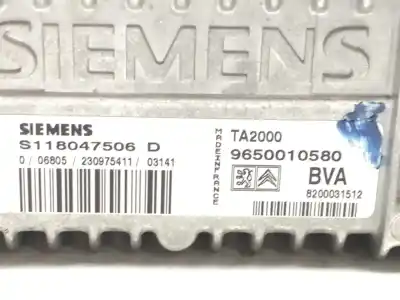 SIEMENS
SIEMENS
S118047506 D
0 / 06805 / 230975411 / 03141
MADE IN FRANCE
TA2000
9650010580
BVA
8200031512